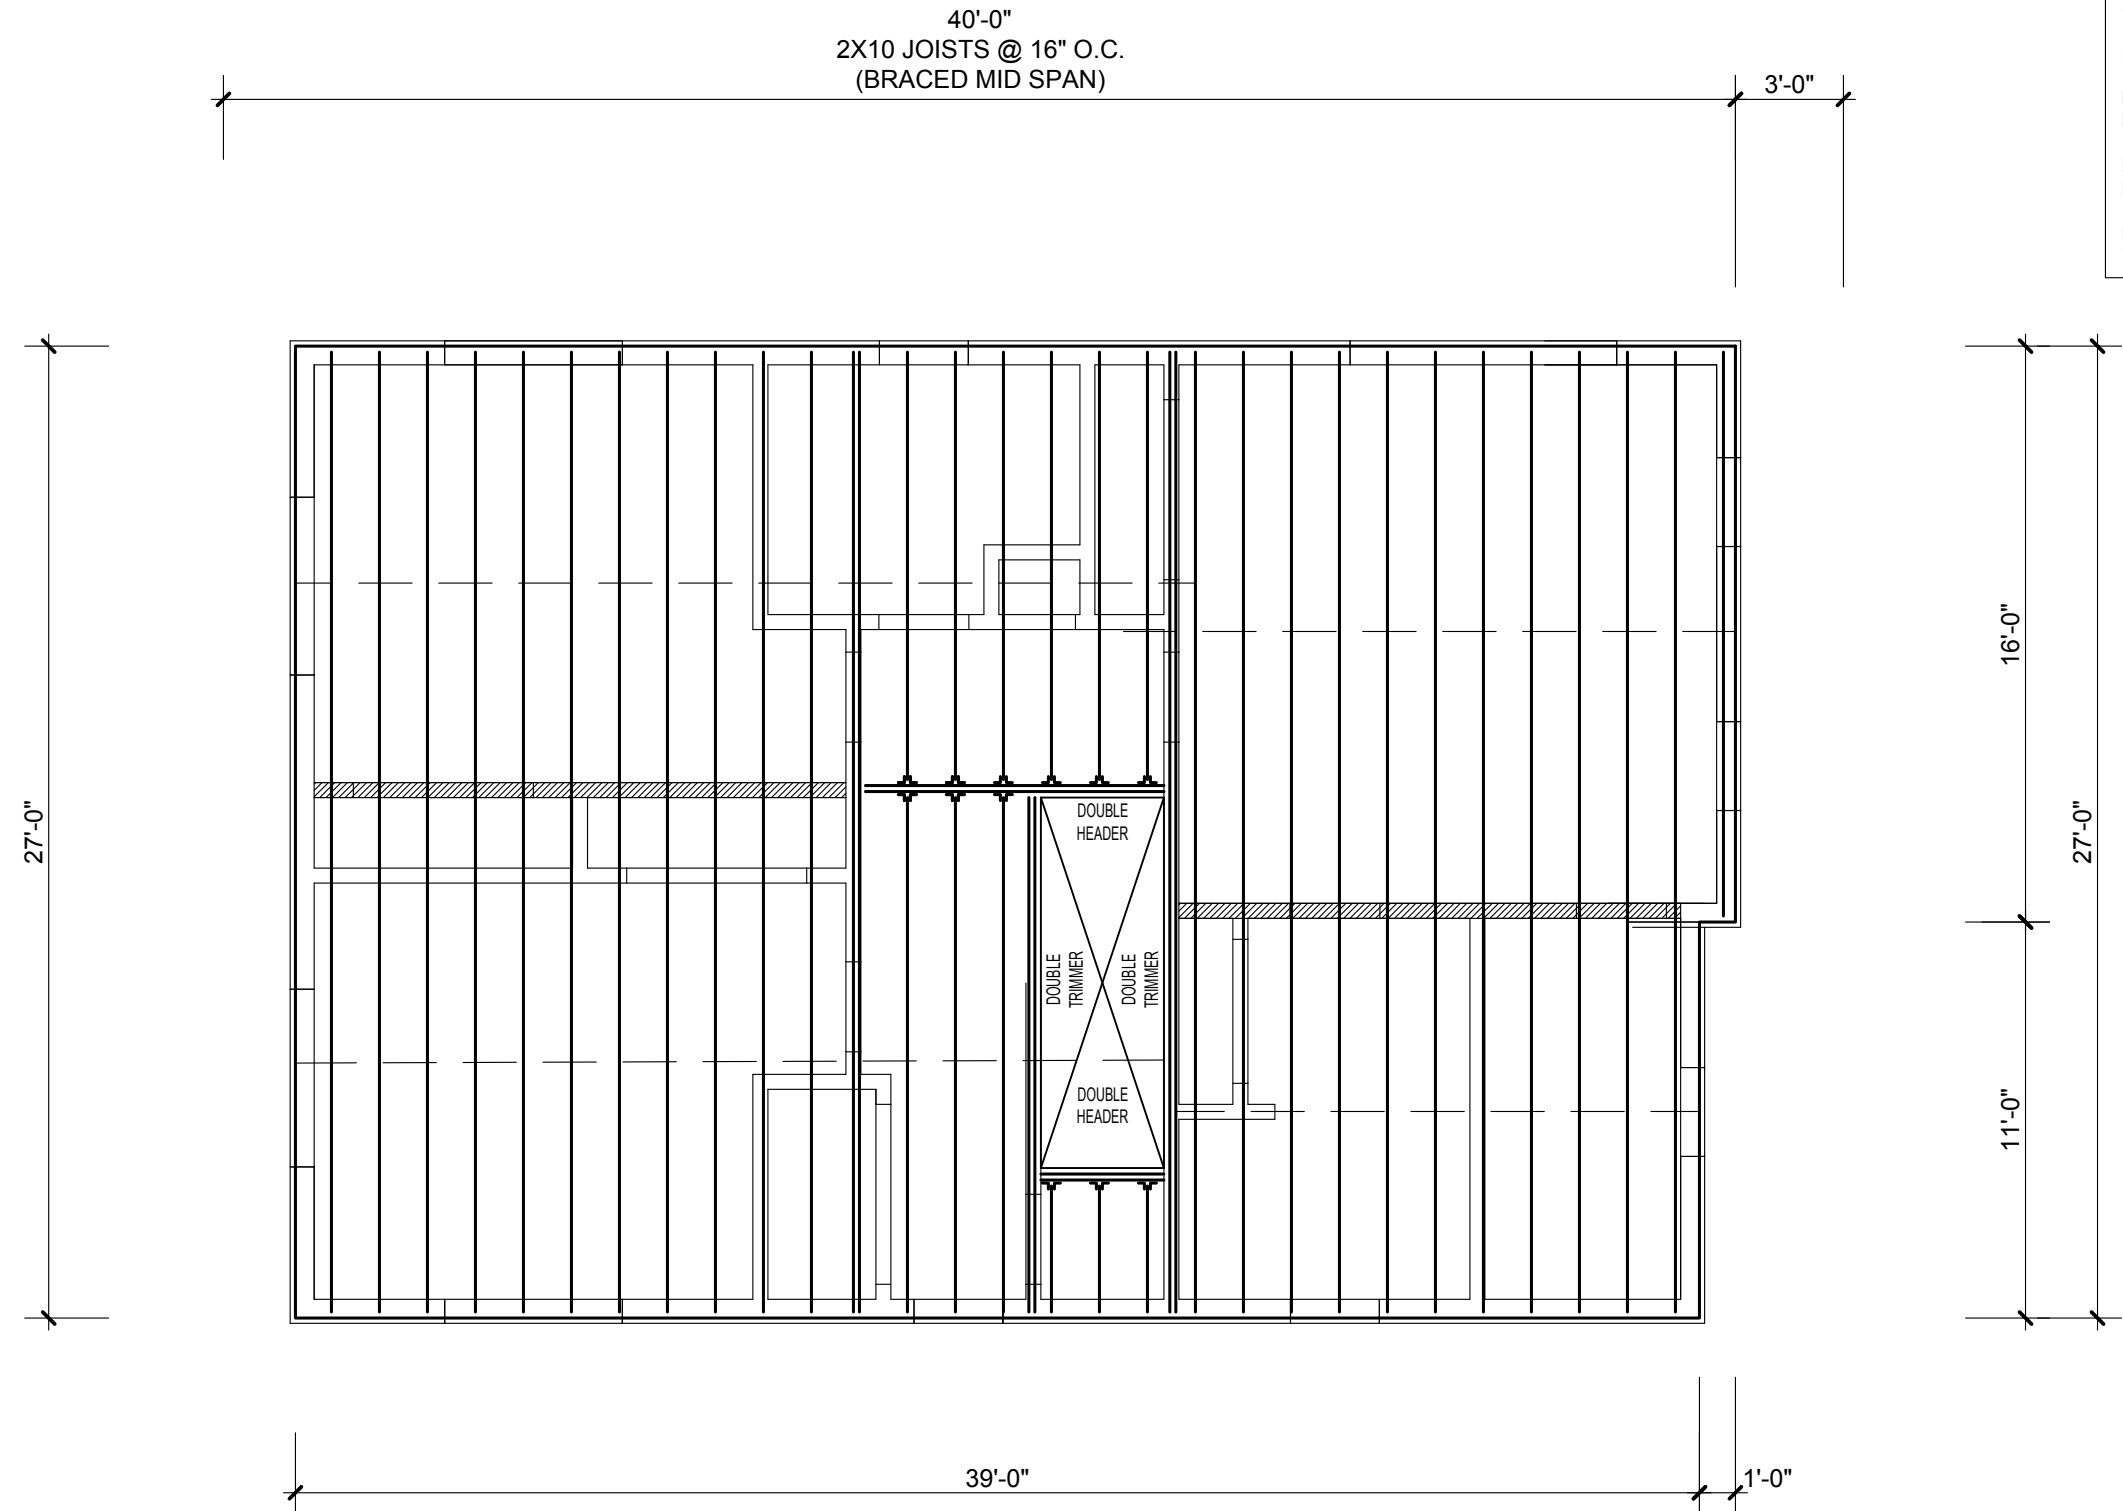 40'-0"
2X10 JOISTS @ 16" O.C.
(BRACED MID SPAN)
3'-0"
27'-0"
16'-0"
27'-0"
11'-0"
DOUBLE
HEADER
DOUBLE
TRIMMER
DOUBLE
TRIMMER
DOUBLE
HEADER
39'-0"
1'-0"